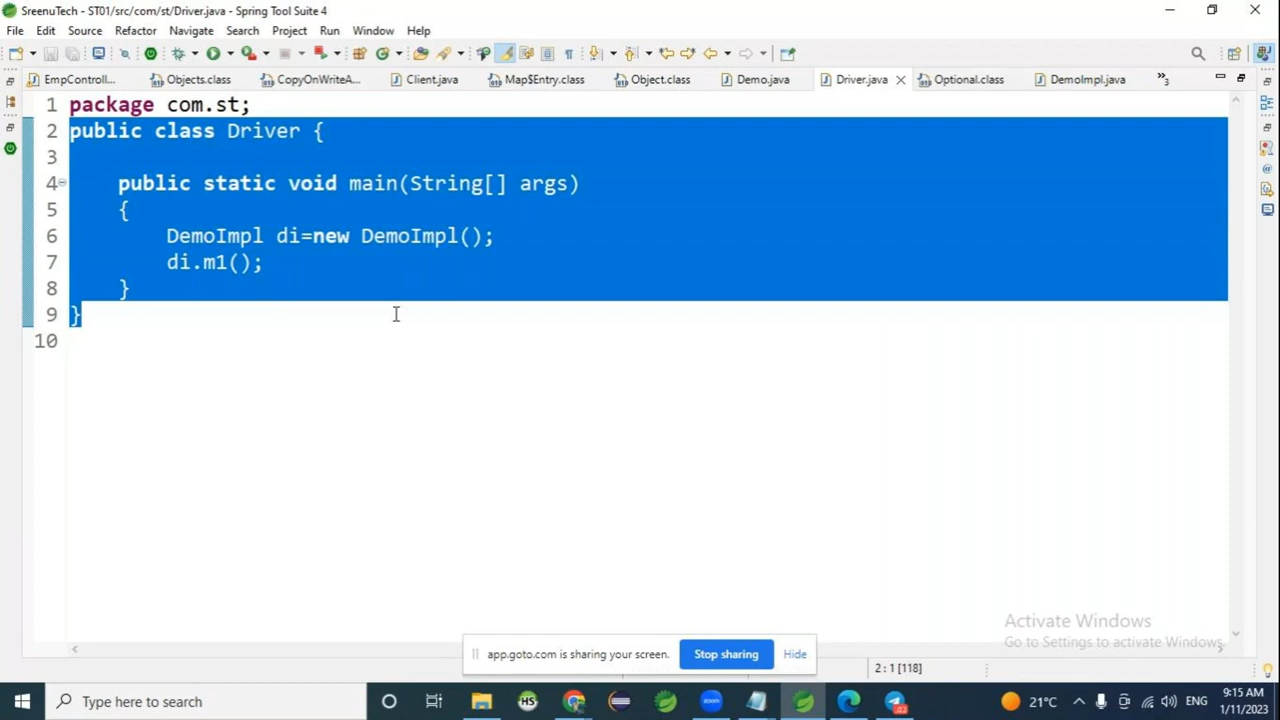 SreenuTech - ST01/src/com/st/Driver.java - Spring Tool Suite 4
File Edit Source Refactor Navigate Search Project Run Window Help
EmpControll... Objects.class CopyOnWriteA... Client.java Map$Entry.class Object.class Demo.java Driver.java Optional.class DemoImpl.java »3
1 package com.st;
2 public class Driver {
3
4 public static void main(String[] args)
5 {
6 DemoImpl di=new DemoImpl();
7 di.m1();
8 }
9 }
10
Activate Windows
Go to Settings to activate Windows.
app.goto.com is sharing your screen. Stop sharing Hide
2 : 1 [118]
Type here to search
HS
zoom
21°C
ENG
9:15 AM
1/11/2023